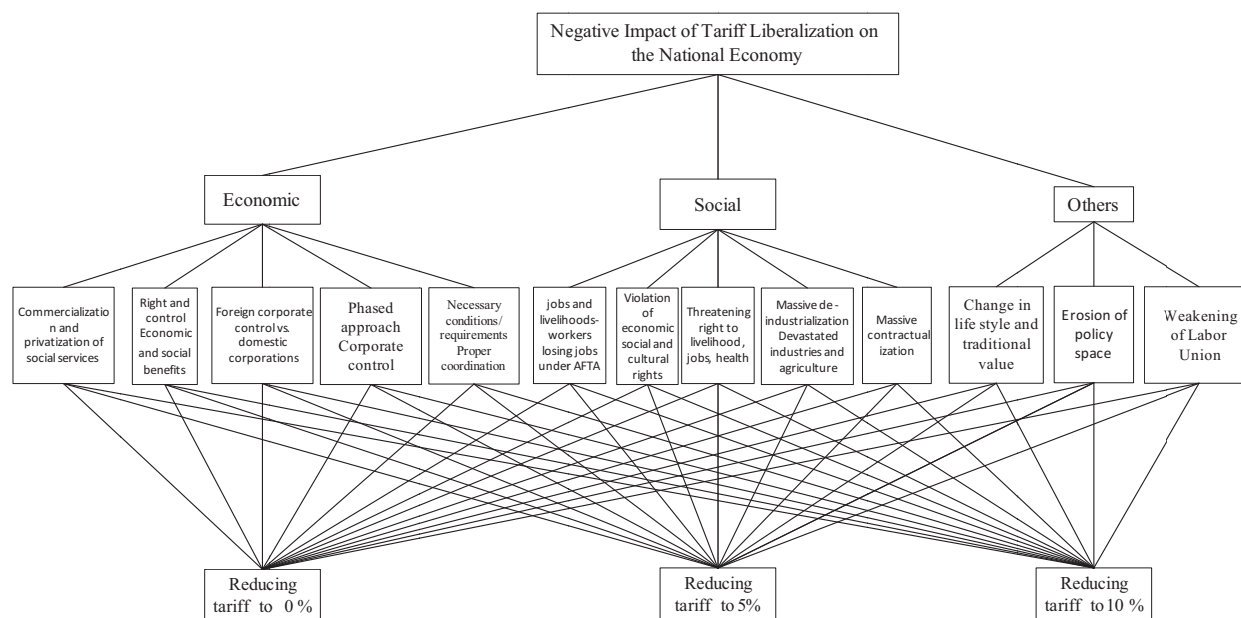 Negative Impact of Tariff Liberalization on
the National Economy
Economic
Social
Others
Commercializatio
n and
privatization of
social services
Right and
control
Economic
and social
benefits
Foreign corporate
control vs.
domestic
corporations
Phased
approach
Corporate
control
Necessary
conditions/
requirements
Proper
coordination
jobs and
livelihoods-
workers
losing jobs
under AFTA
Violation
of
economic
social and
cultural
rights
Threatening
right to
livelihood,
jobs, health
Massive de-
industrialization
Devastated
industries and
agriculture
Massive
contractual
ization
Change in
life style and
traditional
value
Erosion of
policy
space
Weakening
of Labor
Union
Reducing
tariff to 0 %
Reducing
tariff to 5%
Reducing
tariff to 10 %